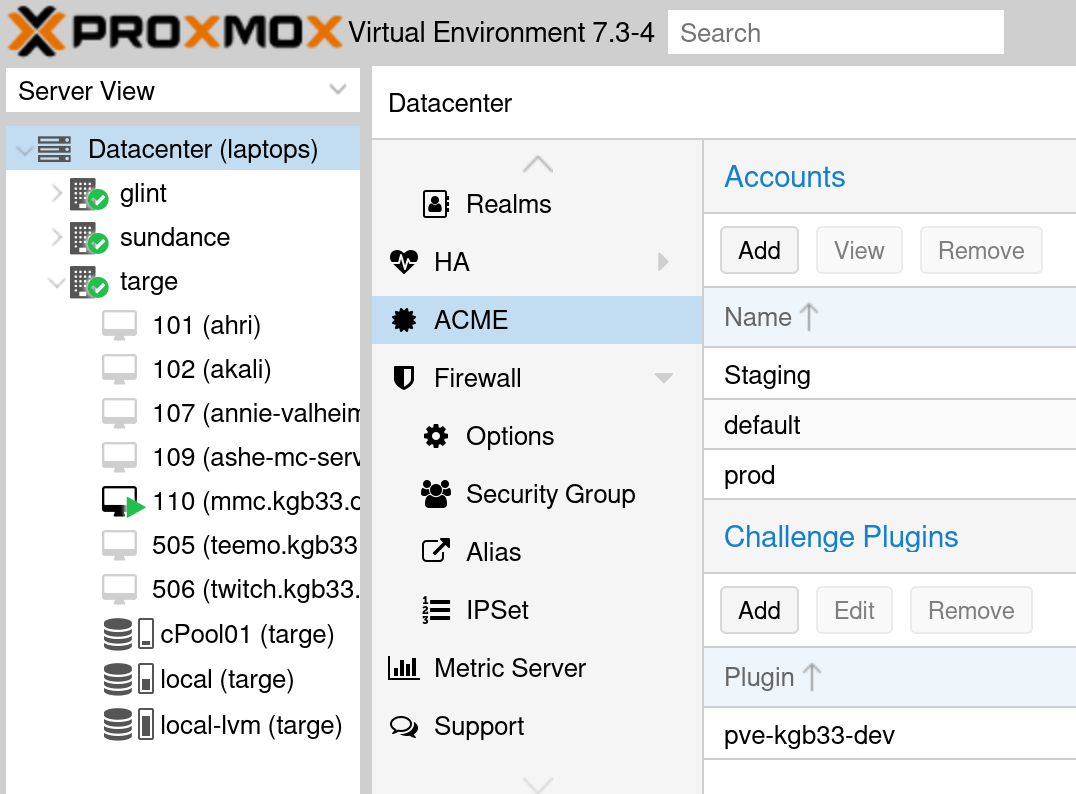 PROXMOX Virtual Environment 7.3-4 Search
Server View
Datacenter (laptops)
glint
sundance
targe
101 (ahri)
102 (akali)
107 (annie-valheim
109 (ashe-mc-serv
110 (mmc.kgb33.c
505 (teemo.kgb33
506 (twitch.kgb33.
cPool01 (targe)
local (targe)
local-lvm (targe)
Datacenter
Realms
HA
ACME
Firewall
Options
Security Group
Alias
IPSet
Metric Server
Support
Accounts
Add View Remove
Name
Staging
default
prod
Challenge Plugins
Add Edit Remove
Plugin
pve-kgb33-dev